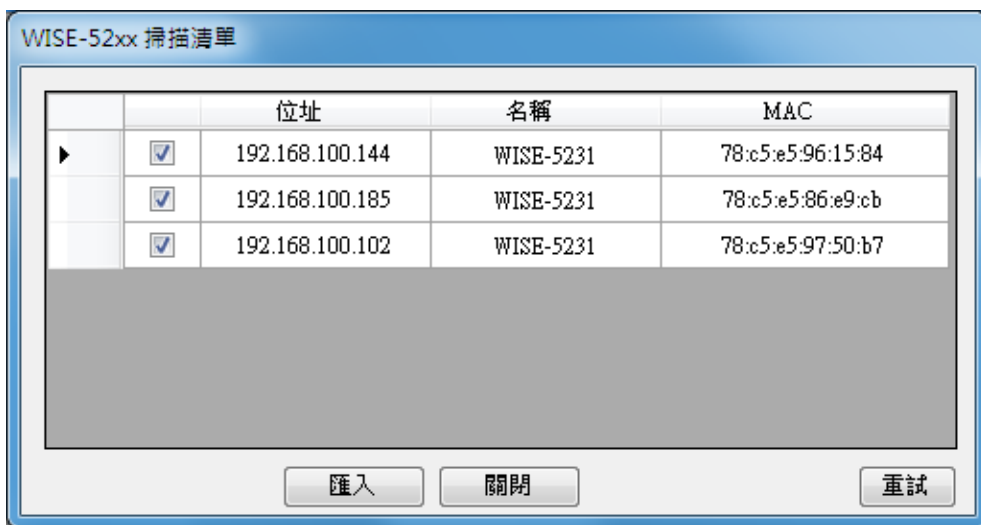 WISE-52xx 掃描清單
位址 名稱 MAC
192.168.100.144 WISE-5231 78:c5:e5:96:15:84
192.168.100.185 WISE-5231 78:c5:e5:86:e9:cb
192.168.100.102 WISE-5231 78:c5:e5:97:50:b7
匯入 關閉 重試